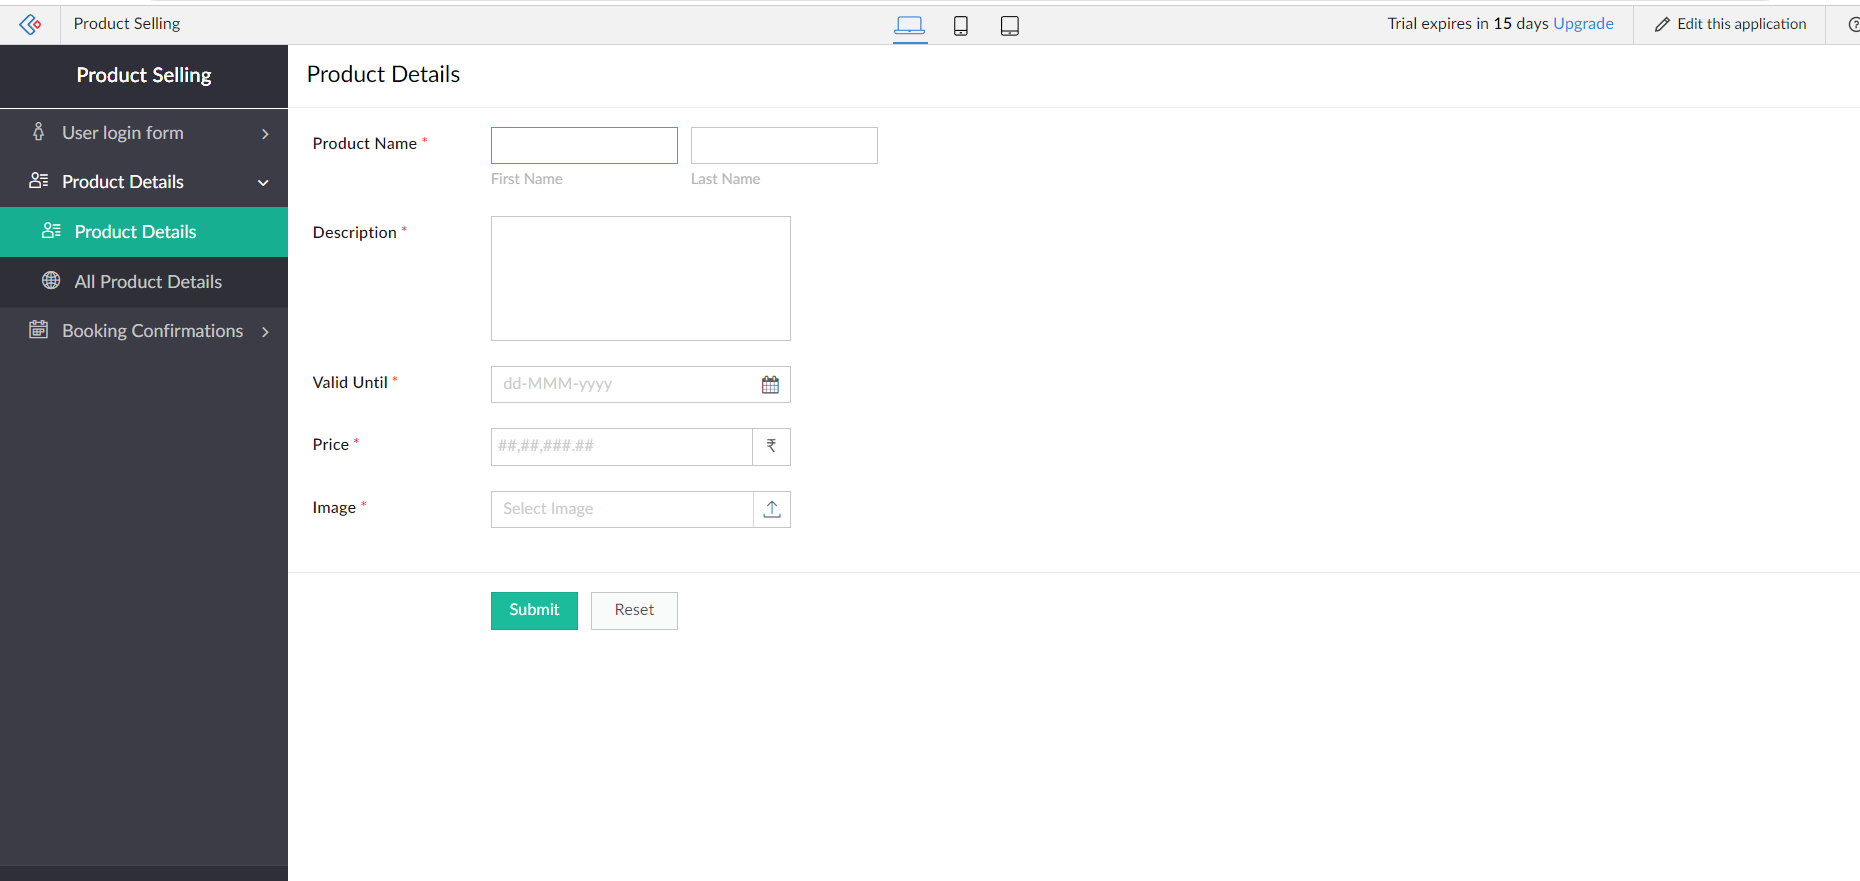 Product Selling
Trial expires in 15 days Upgrade
Edit this application
Product Selling
User login form
Product Details
Product Details
All Product Details
Booking Confirmations
Product Details
Product Name *
First Name
Last Name
Description *
Valid Until *
dd-MMM-yyyy
Price *
##,##,###.##
₹
Image *
Select Image
Submit
Reset